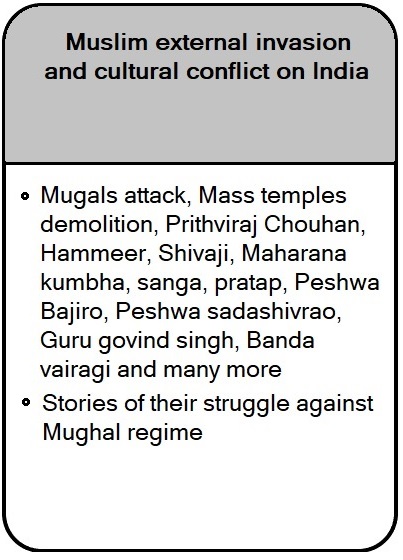 Muslim external invasion
and cultural conflict on India
Mugals attack, Mass temples
demolition, Prithviraj Chouhan,
Hammeer, Shivaji, Maharana
kumbha, sanga, pratap, Peshwa
Bajiro, Peshwa sadashivrao,
Guru govind singh, Banda
vairagi and many more
Stories of their struggle against
Mughal regime